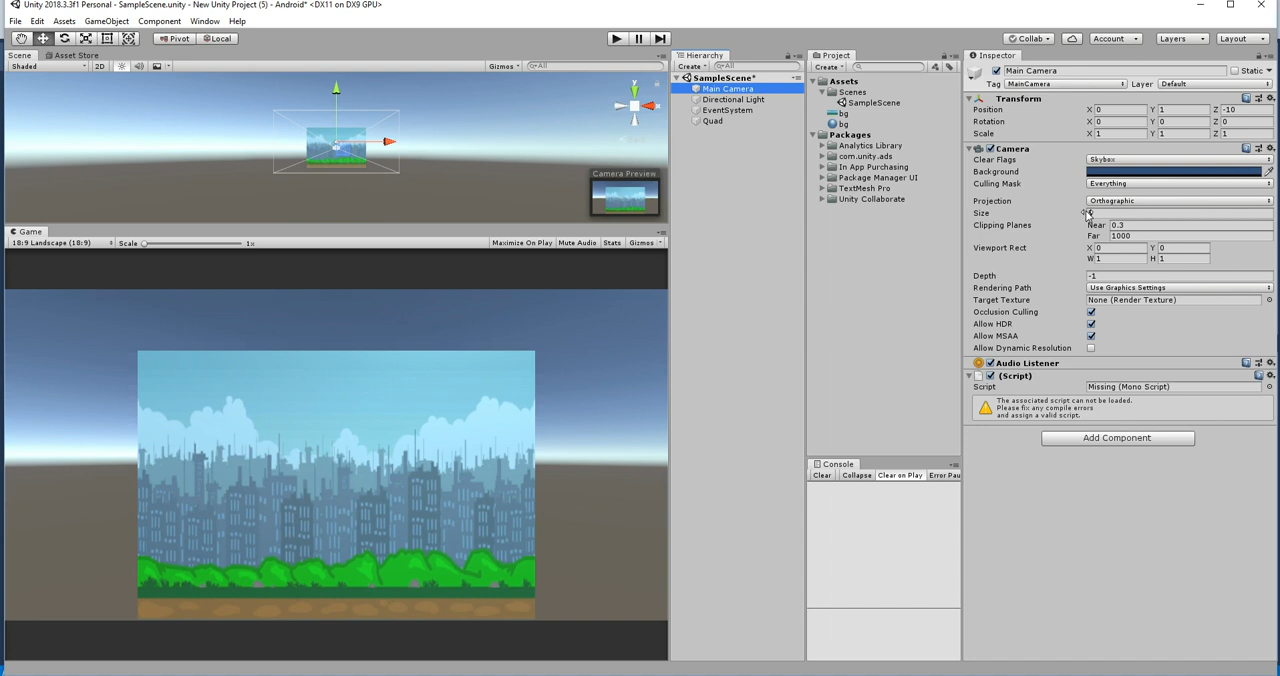 Unity 2018.3.3f1 Personal - SampleScene.unity - New Unity Project (5) - Android* <DX11 on DX9 GPU>
File Edit Assets GameObject Component Window Help
Pivot Local
Collab Account Layers Layout
Scene Asset Store
Shaded 2D Gizmos All
Camera Preview
Game
18:9 Landscape (18:9) Scale 1x Maximize On Play Mute Audio Stats Gizmos
Hierarchy
Create All
SampleScene*
Main Camera
Directional Light
EventSystem
Quad
Project
Create
Assets
Scenes
SampleScene
bg
bg
Packages
Analytics Library
com.unity.ads
In App Purchasing
Package Manager UI
TextMesh Pro
Unity Collaborate
Console
Clear Collapse Clear on Play Error Pau
Inspector
Main Camera Static
Tag MainCamera Layer Default
Transform
Position X 0 Y 1 Z -10
Rotation X 0 Y 0 Z 0
Scale X 1 Y 1 Z 1
Camera
Clear Flags Skybox
Background
Culling Mask Everything
Projection Orthographic
Size
Clipping Planes Near 0.3
Far 1000
Viewport Rect X 0 Y 0
W 1 H 1
Depth -1
Rendering Path Use Graphics Settings
Target Texture None (Render Texture)
Occlusion Culling
Allow HDR
Allow MSAA
Allow Dynamic Resolution
Audio Listener
(Script)
Script Missing (Mono Script)
The associated script can not be loaded.
Please fix any compile errors
and assign a valid script.
Add Component